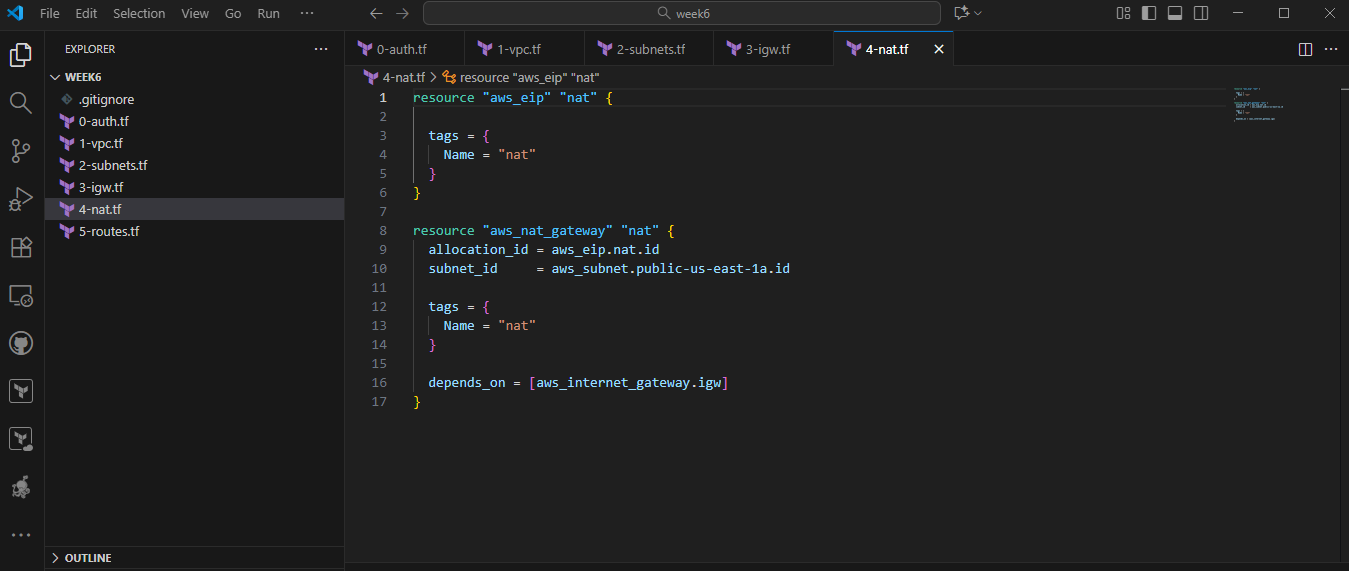 File Edit Selection View Go Run ··· week6
EXPLORER ···
WEEK6
.gitignore
0-auth.tf
1-vpc.tf
2-subnets.tf
3-igw.tf
4-nat.tf
5-routes.tf
OUTLINE
0-auth.tf 1-vpc.tf 2-subnets.tf 3-igw.tf 4-nat.tf
4-nat.tf > resource "aws_eip" "nat"
1 resource "aws_eip" "nat" {
2
3   tags = {
4     Name = "nat"
5   }
6 }
7
8 resource "aws_nat_gateway" "nat" {
9   allocation_id = aws_eip.nat.id
10   subnet_id     = aws_subnet.public-us-east-1a.id
11
12   tags = {
13     Name = "nat"
14   }
15
16   depends_on = [aws_internet_gateway.igw]
17 }